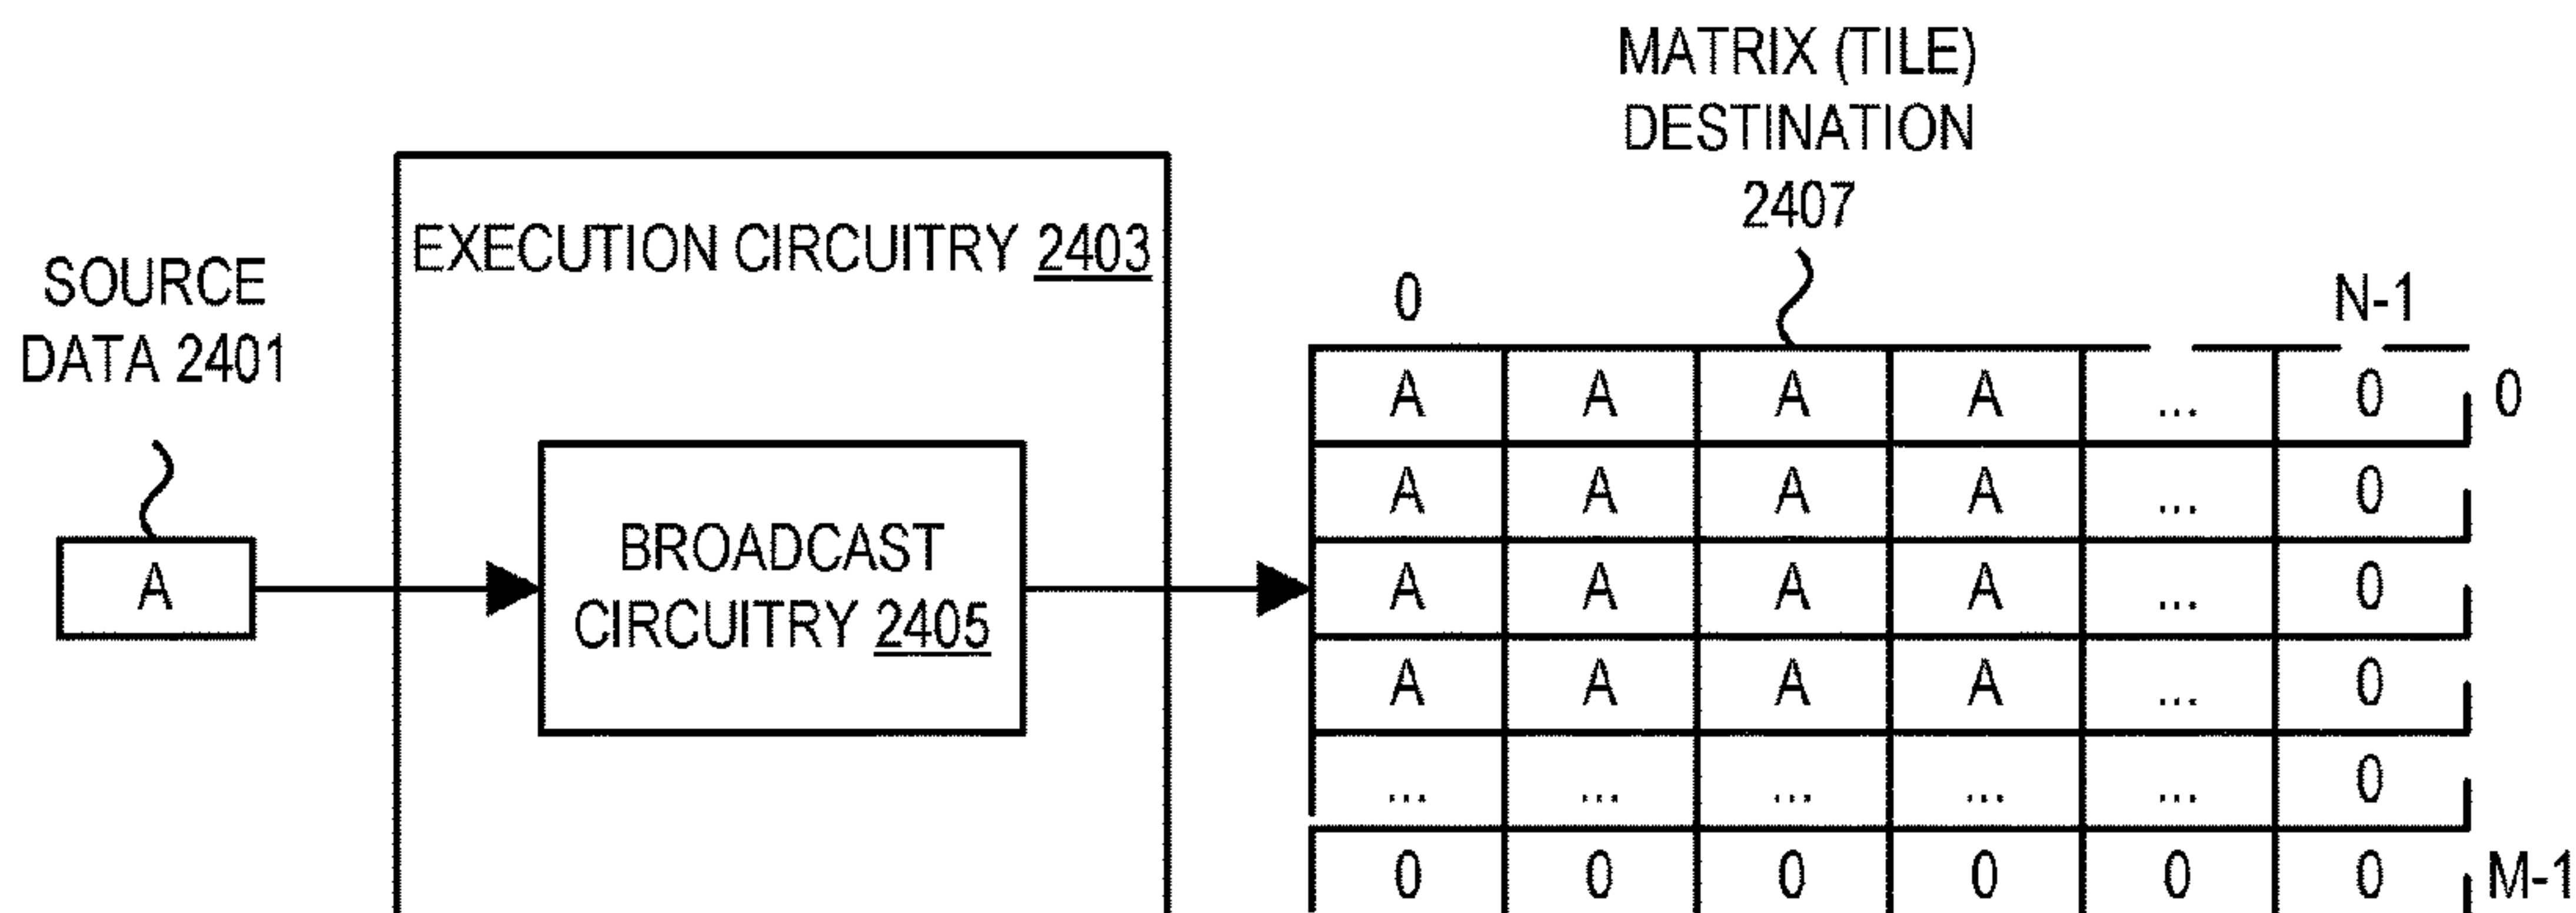 MATRIX (TILE)
DESTINATION
2407
EXECUTION CIRCUITRY 2403
SOURCE
DATA 2401
0 N-1
A A A A ... 0 0
A A A A ... 0
BROADCAST
CIRCUITRY 2405
A
A A A A ... 0
A A A A ... 0
... ... ... ... ... 0
0 0 0 0 0 0 M-1